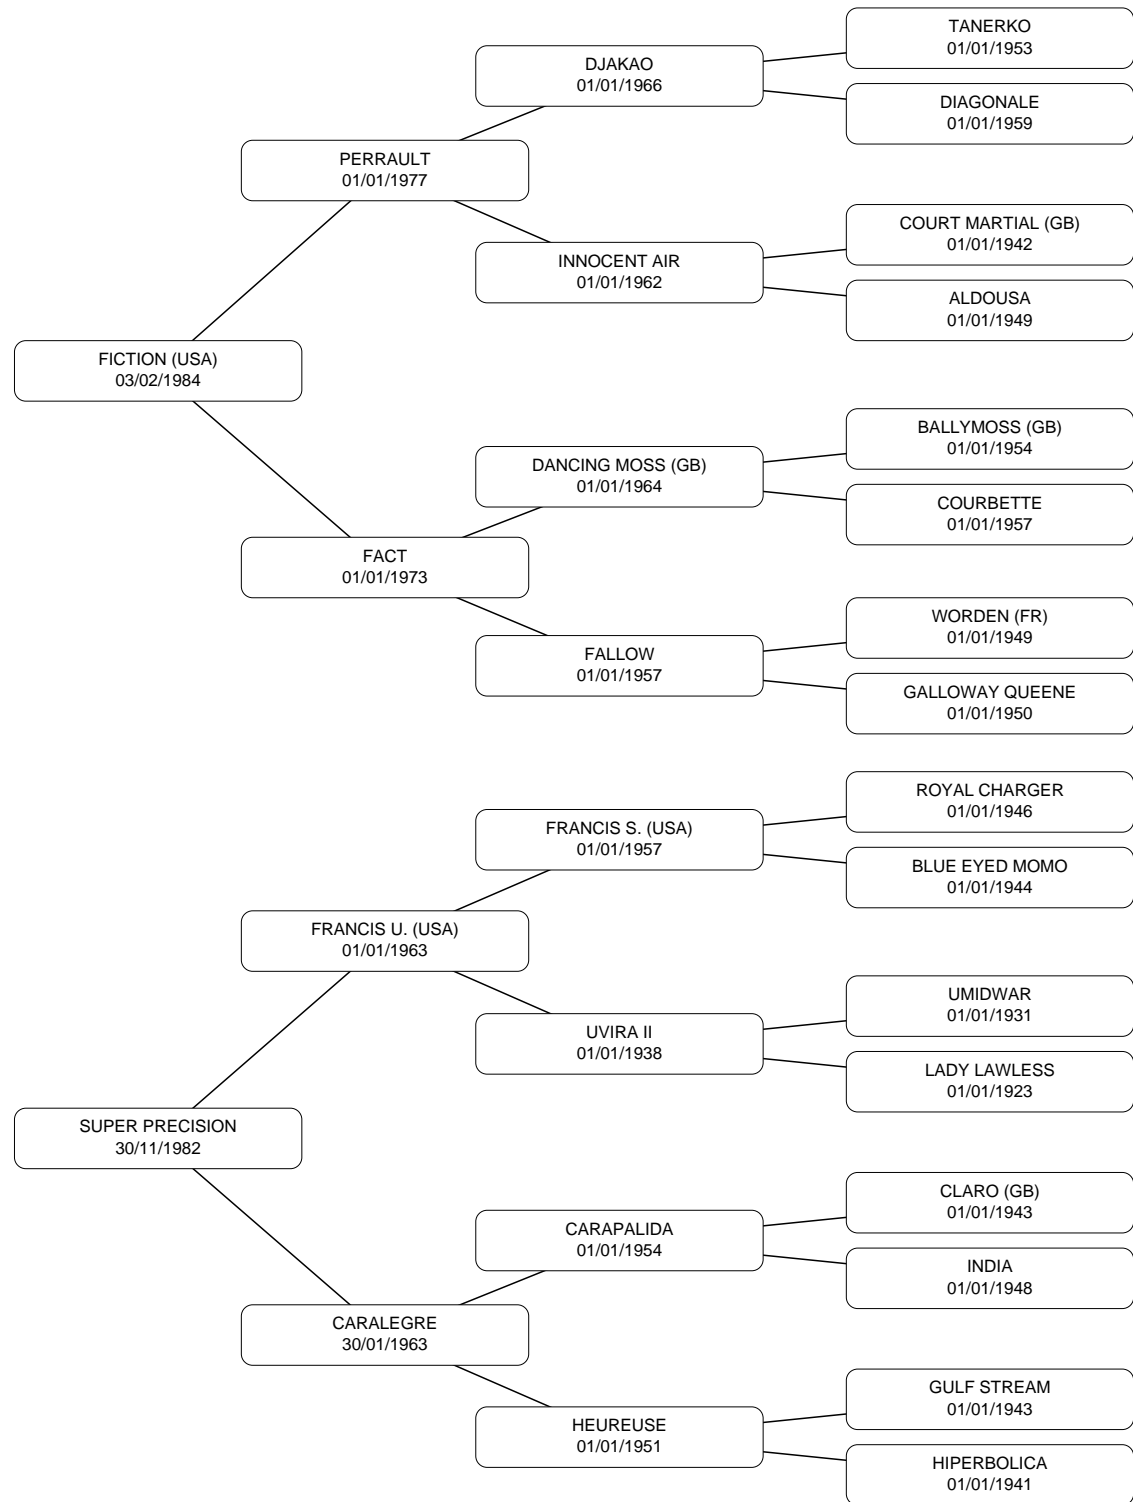 TANERKO
01/01/1953
DJAKAO
01/01/1966
DIAGONALE
01/01/1959
PERRAULT
01/01/1977
COURT MARTIAL (GB)
01/01/1942
INNOCENT AIR
01/01/1962
ALDOUSA
01/01/1949
FICTION (USA)
03/02/1984
BALLYMOSS (GB)
01/01/1954
DANCING MOSS (GB)
01/01/1964
COURBETTE
01/01/1957
FACT
01/01/1973
WORDEN (FR)
01/01/1949
FALLOW
01/01/1957
GALLOWAY QUEENE
01/01/1950
ROYAL CHARGER
01/01/1946
FRANCIS S. (USA)
01/01/1957
BLUE EYED MOMO
01/01/1944
FRANCIS U. (USA)
01/01/1963
UMIDWAR
01/01/1931
UVIRA II
01/01/1938
LADY LAWLESS
01/01/1923
SUPER PRECISION
30/11/1982
CLARO (GB)
01/01/1943
CARAPALIDA
01/01/1954
INDIA
01/01/1948
CARALEGRE
30/01/1963
GULF STREAM
01/01/1943
HEUREUSE
01/01/1951
HIPERBOLICA
01/01/1941